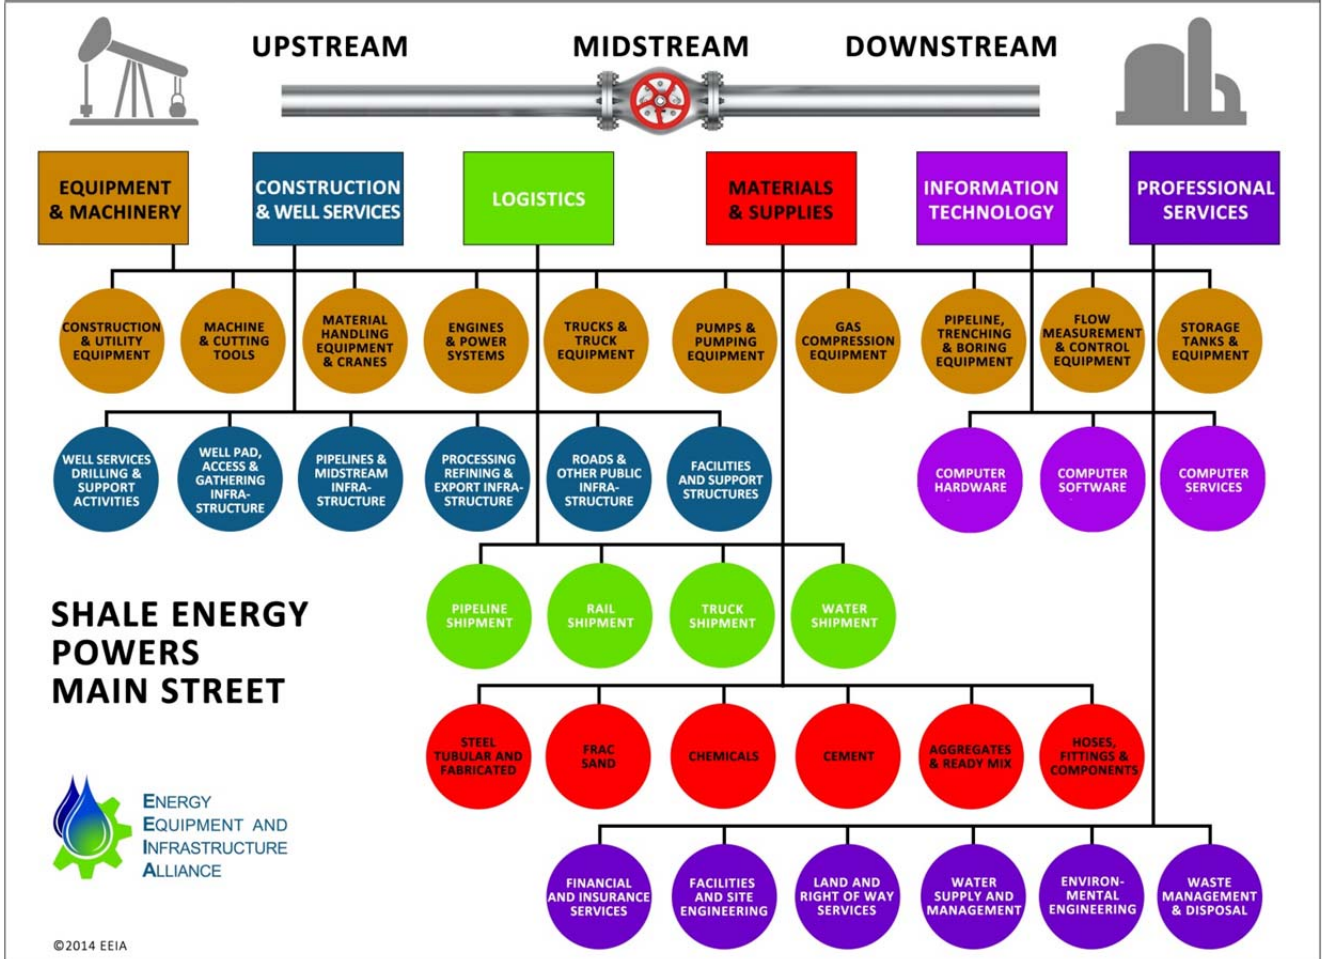 UPSTREAM
MIDSTREAM
DOWNSTREAM
EQUIPMENT
& MACHINERY
CONSTRUCTION
& WELL SERVICES
LOGISTICS
MATERIALS
& SUPPLIES
INFORMATION
TECHNOLOGY
PROFESSIONAL
SERVICES
CONSTRUCTION
& UTILITY
EQUIPMENT
MACHINE
& CUTTING
TOOLS
MATERIAL
HANDLING
EQUIPMENT
& CRANES
ENGINES
& POWER
SYSTEMS
TRUCKS &
TRUCK
EQUIPMENT
PUMPS &
PUMPING
EQUIPMENT
GAS
COMPRESSION
EQUIPMENT
PIPELINE,
TRENCHING
& BORING
EQUIPMENT
FLOW
MEASUREMENT
& CONTROL
EQUIPMENT
STORAGE
TANKS &
EQUIPMENT
WELL SERVICES
DRILLING &
SUPPORT
ACTIVITIES
WELL PAD,
ACCESS &
GATHERING
INFRA-
STRUCTURE
PIPELINES &
MIDSTREAM
INFRA-
STRUCTURE
PROCESSING
REFINING &
EXPORT INFRA-
STRUCTURE
ROADS &
OTHER PUBLIC
INFRA-
STRUCTURE
FACILITIES
AND SUPPORT
STRUCTURES
COMPUTER
HARDWARE
COMPUTER
SOFTWARE
COMPUTER
SERVICES
PIPELINE
SHIPMENT
RAIL
SHIPMENT
TRUCK
SHIPMENT
WATER
SHIPMENT
SHALE ENERGY
POWERS
MAIN STREET
STEEL
TUBULAR AND
FABRICATED
FRAC
SAND
CHEMICALS
CEMENT
AGGREGATES
& READY MIX
HOSES,
FITTINGS &
COMPONENTS
ENERGY
EQUIPMENT AND
INFRASTRUCTURE
ALLIANCE
FINANCIAL
AND INSURANCE
SERVICES
FACILITIES
AND SITE
ENGINEERING
LAND AND
RIGHT OF WAY
SERVICES
WATER
SUPPLY AND
MANAGEMENT
ENVIRON-
MENTAL
ENGINEERING
WASTE
MANAGEMENT
& DISPOSAL
©2014 EEIA